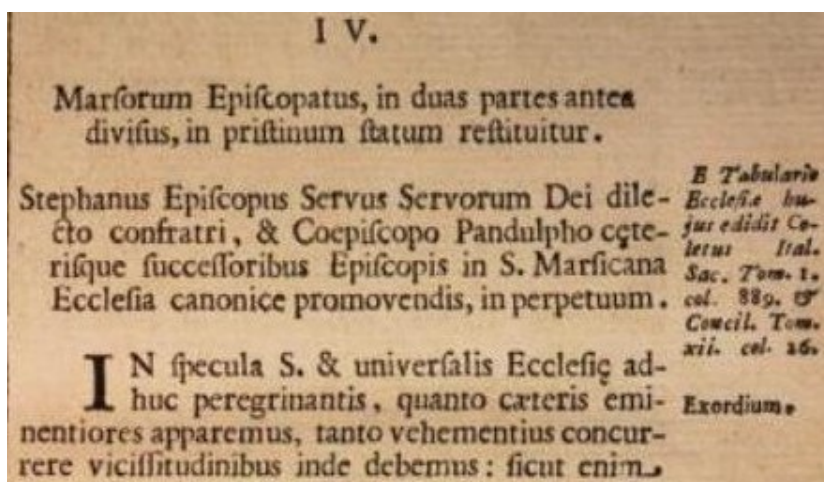 I V.
Marſorum Epiſcopatus, in duas partes antea
diviſus, in priſtinum ſtatum reſtituitur.
Stephanus Epiſcopus Servus Servorum Dei dile-
cto confratri, & Coepiſcopo Pandulpho cęte-
riſque ſucceſſoribus Epiſcopis in S. Marſicana
Eccleſia canonice promovendis, in perpetuum.
IN ſpecula S. & univerſalis Eccleſię ad-
huc peregrinantis, quanto cæteris emi-
nentiores apparemus, tanto vehementius concur-
rere viciſſitudinibus inde debemus: ſicut enim
E Tabulario
Eccleſiæ hu-
jus edidit Co-
letus Ital.
Sac. Tom. 1.
col. 889. &
Concil. Tom.
xii. col. 26.
Exordium.